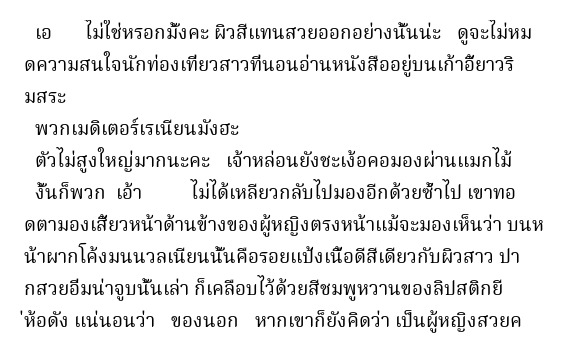 เอ ไม่ใช่หรอกมั้งคะ ผิวสีแทนสวยออกอย่างนั้นน่ะ ดูจะไม่หม
ดความสนใจนักท่องเที่ยวสาวที่นอนอ่านหนังสืออยู่บนเก้าอี้ยาวริ
มสระ
พวกเมดิเตอร์เรเนียนมังฮะ
ตัวไม่สูงใหญ่มากนะคะ เจ้าหล่อนยังชะเง้อคอมองผ่านแมกไม้
งั้นก็พวก เอ้า ไม่ได้เหลียวกลับไปมองอีกด้วยซ้ำไป เขาทอ
ดตามองเสี้ยวหน้าด้านข้างของผู้หญิงตรงหน้าแม้จะมองเห็นว่า บนห
น้าผากโค้งมนนวลเนียนนั้นคือรอยแป้งเนื้อดีสีเดียวกับผิวสาว ปา
กสวยอิ่มน่าจูบนั้นเล่า ก็เคลือบไว้ด้วยสีชมพูหวานของลิปสติกยี
่ห้อดัง แน่นอนว่า ของนอก หากเขาก็ยังคิดว่า เป็นผู้หญิงสวยค